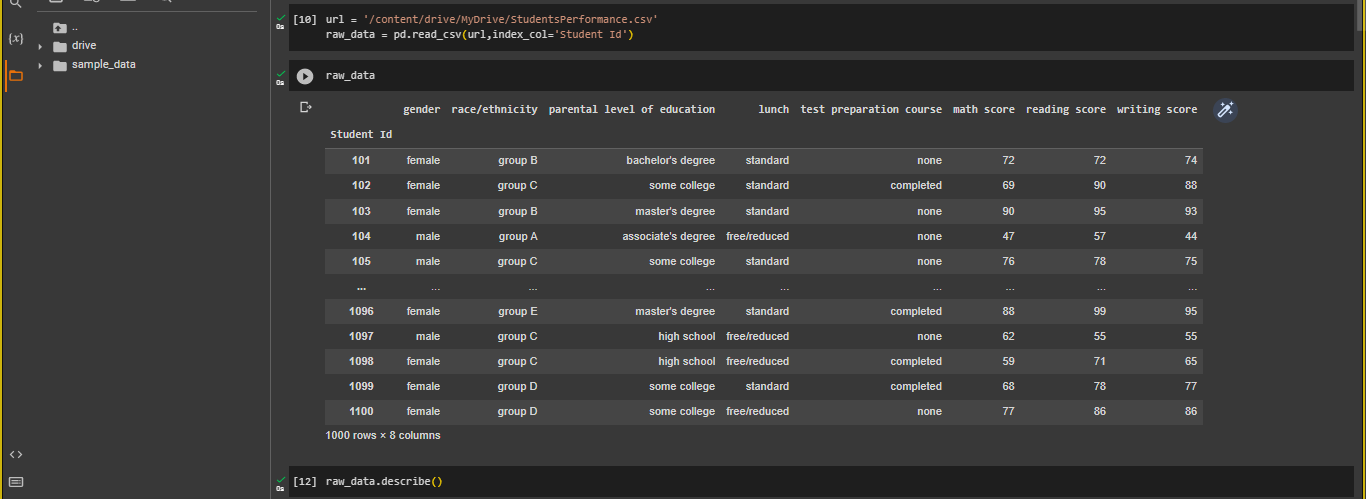 [10] url = '/content/drive/MyDrive/StudentsPerformance.csv'
0s
raw_data = pd.read_csv(url,index_col='Student Id')
{x}
..
drive
sample_data
0s
raw_data
gender race/ethnicity parental level of education lunch test preparation course math score reading score writing score
Student Id
101 female group B bachelor's degree standard none 72 72 74
102 female group C some college standard completed 69 90 88
103 female group B master's degree standard none 90 95 93
104 male group A associate's degree free/reduced none 47 57 44
105 male group C some college standard none 76 78 75
... ... ... ... ... ... ... ... ...
1096 female group E master's degree standard completed 88 99 95
1097 male group C high school free/reduced none 62 55 55
1098 female group C high school free/reduced completed 59 71 65
1099 female group D some college standard completed 68 78 77
1100 female group D some college free/reduced none 77 86 86
1000 rows × 8 columns
<>
0s
[12] raw_data.describe()